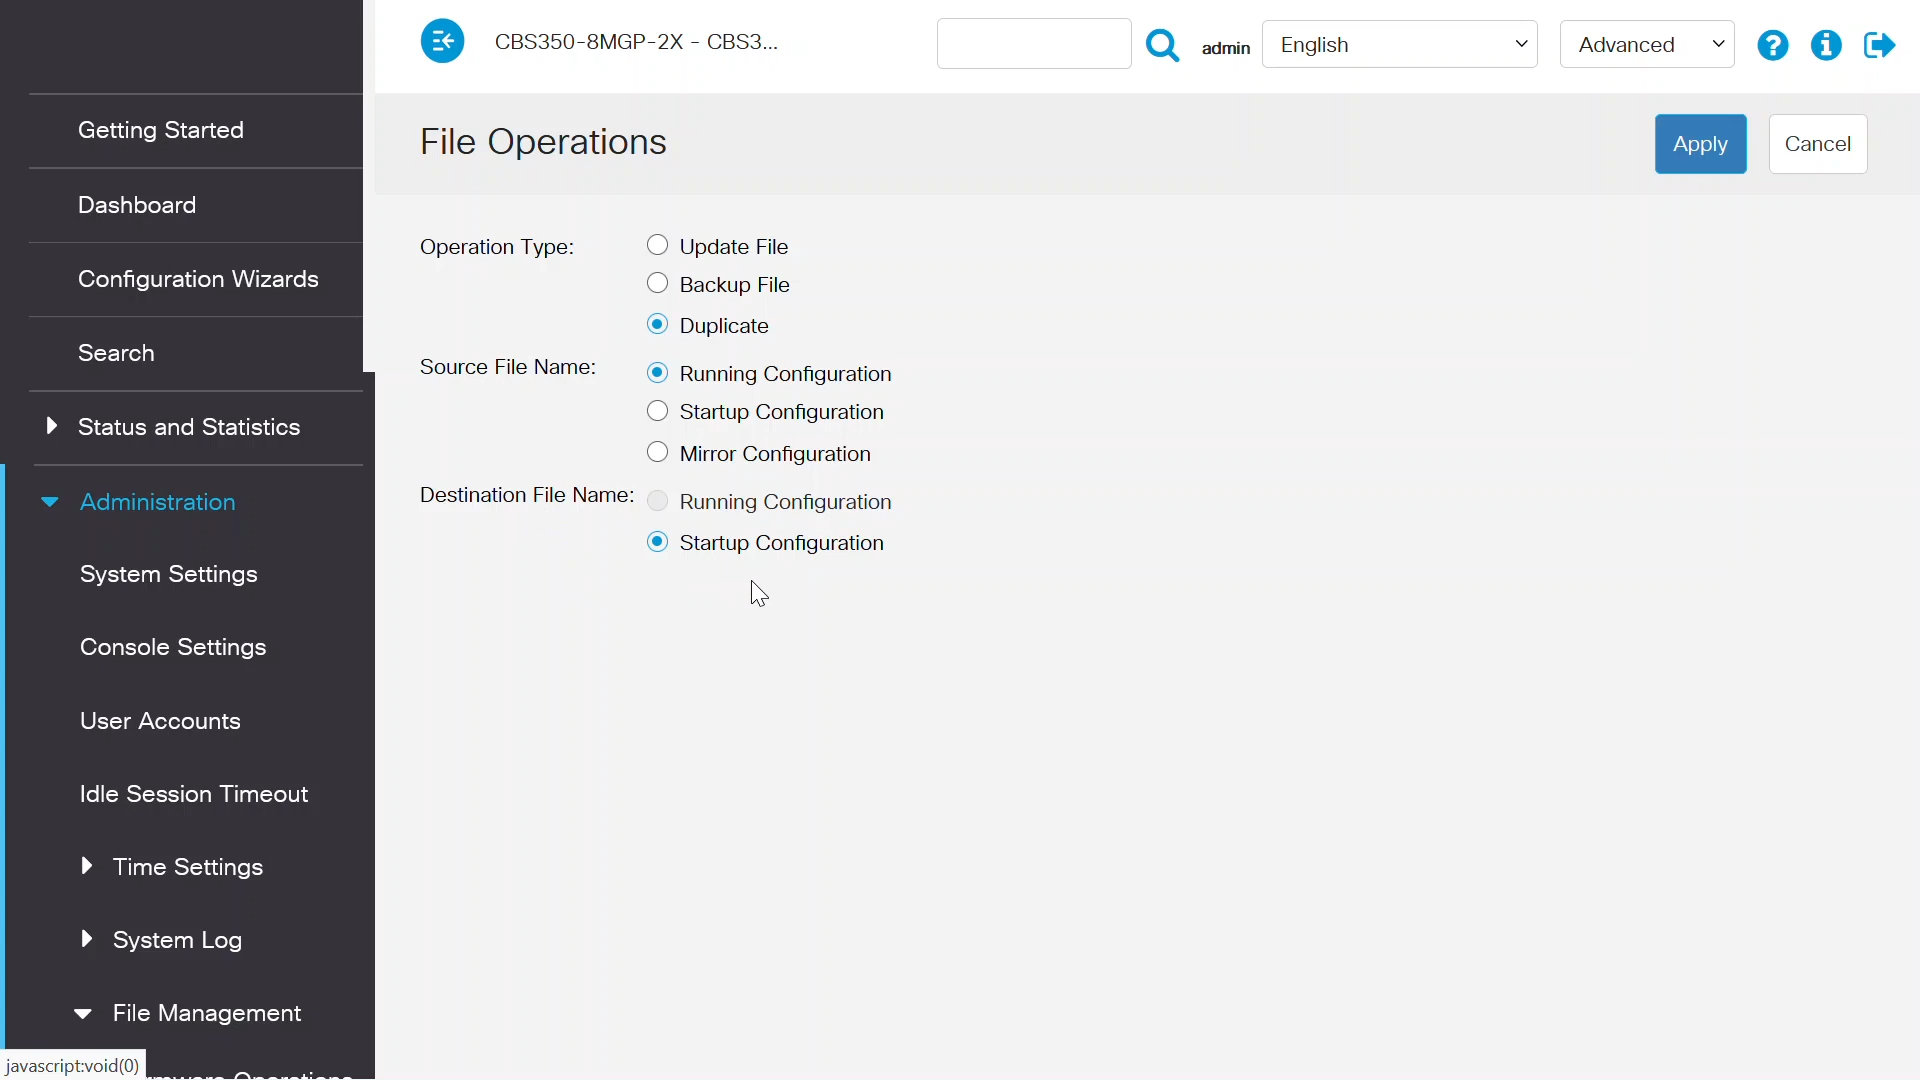 CBS350-8MGP-2X - CBS3...
admin
English
Advanced
Getting Started
Dashboard
Configuration Wizards
Search
Status and Statistics
Administration
System Settings
Console Settings
User Accounts
Idle Session Timeout
Time Settings
System Log
File Management
javascript:void(0)
File Operations
Apply
Cancel
Operation Type:
Update File
Backup File
Duplicate
Source File Name:
Running Configuration
Startup Configuration
Mirror Configuration
Destination File Name:
Running Configuration
Startup Configuration